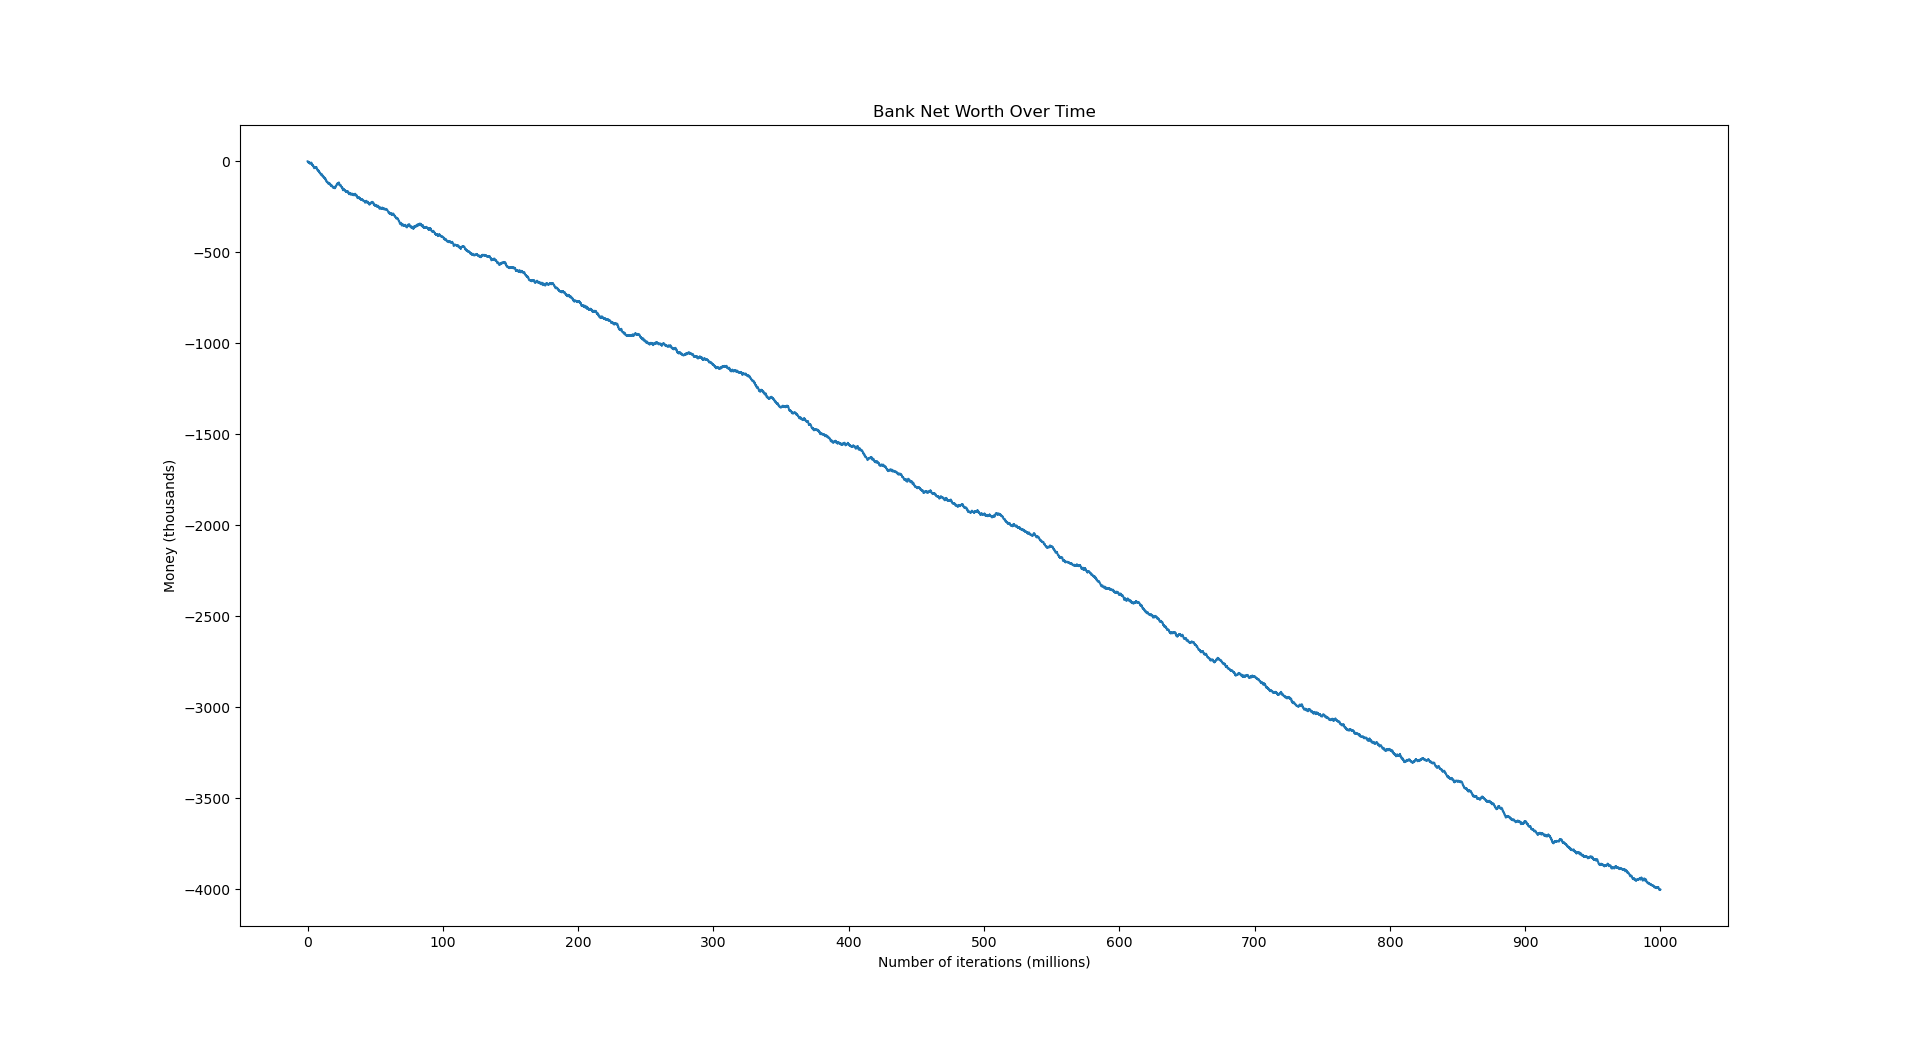 Bank Net Worth Over Time
0
−500
−1000
−1500
−2000
−2500
−3000
−3500
−4000
Money (thousands)
0 100 200 300 400 500 600 700 800 900 1000
Number of iterations (millions)